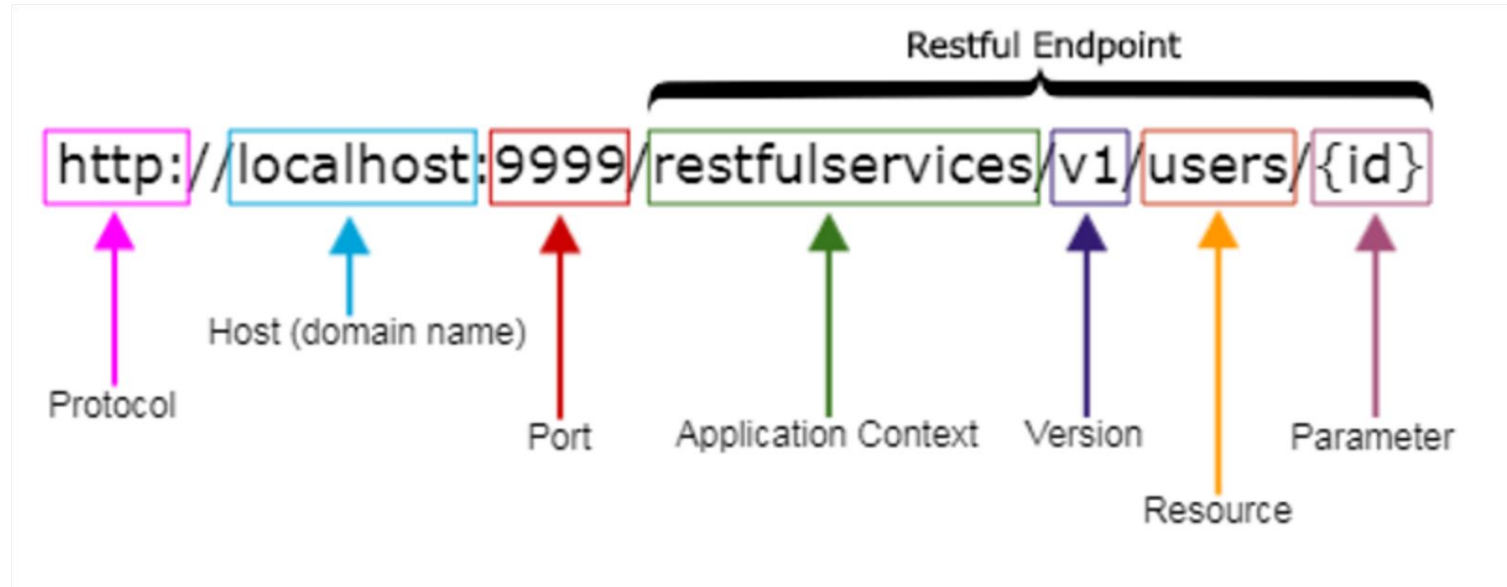 Restful Endpoint
http://localhost:9999/restfulservices/v1/users/{id}
Host (domain name)
Protocol
Port
Application Context
Version
Parameter
Resource